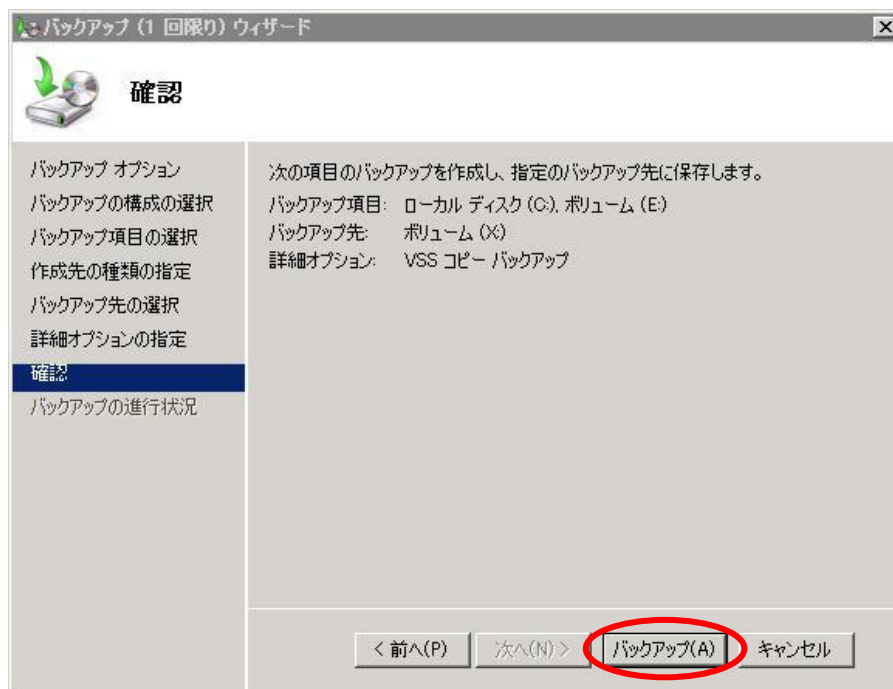 バックアップ (1 回限り) ウィザード
確認
バックアップ オプション
バックアップの構成の選択
バックアップ項目の選択
作成先の種類の指定
バックアップ先の選択
詳細オプションの指定
確認
バックアップの進行状況
次の項目のバックアップを作成し、指定のバックアップ先に保存します。
バックアップ項目: ローカル ディスク (C:), ボリューム (E:)
バックアップ先: ボリューム (X:)
詳細オプション: VSS コピー バックアップ
< 前へ(P) 次へ(N) > バックアップ(A) キャンセル